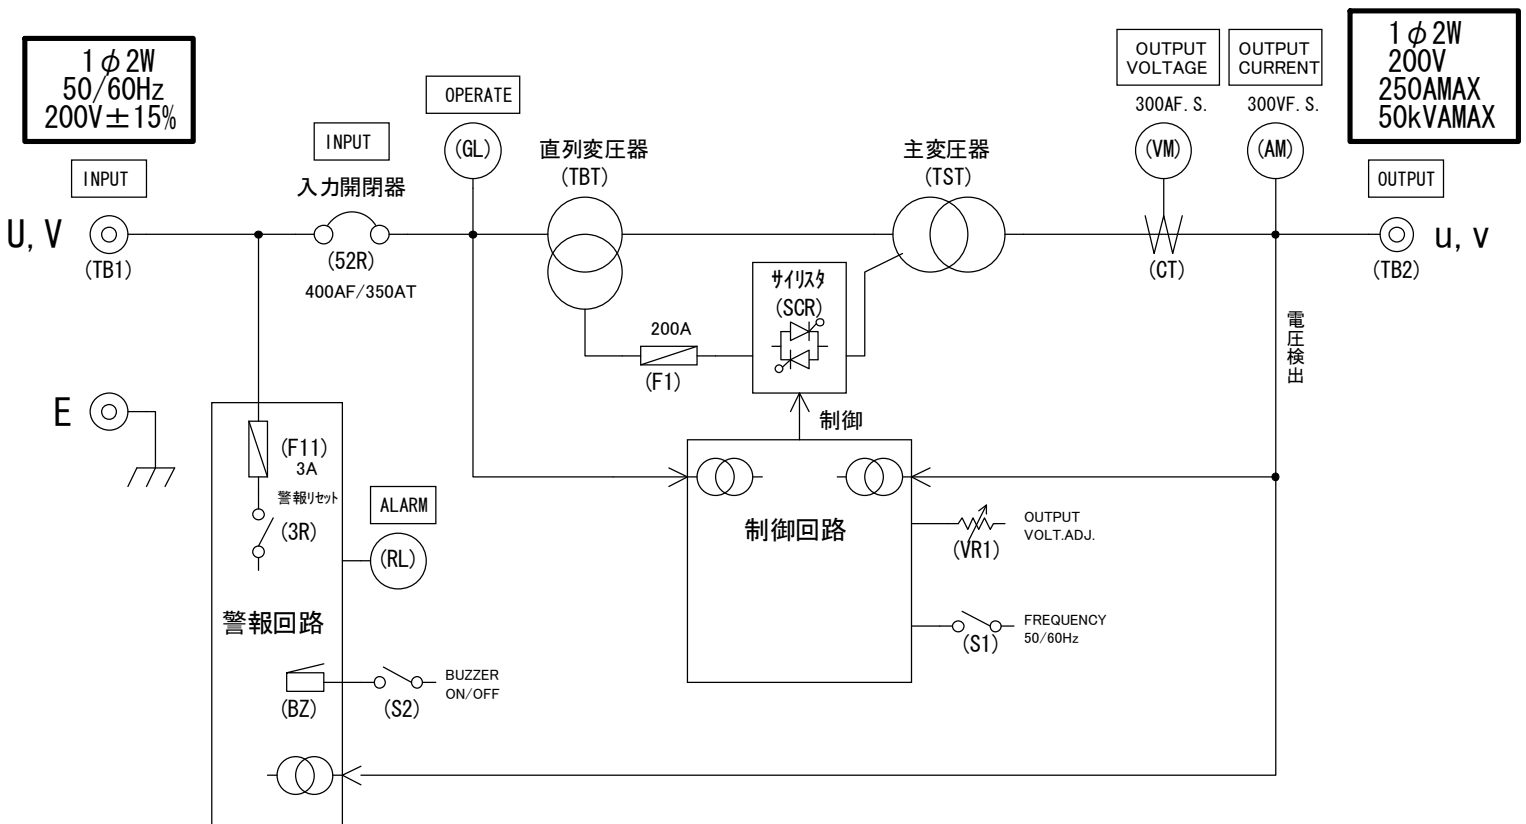 1φ2W
50/60Hz
200V±15%
INPUT
U, V
(TB1)
E
INPUT
入力開閉器
(52R)
400AF/350AT
OPERATE
(GL)
直列変圧器
(TBT)
主変圧器
(TST)
OUTPUT
VOLTAGE
300AF. S.
(VM)
(CT)
OUTPUT
CURRENT
300VF. S.
(AM)
1φ2W
200V
250AMAX
50kVAMAX
OUTPUT
u, v
(TB2)
電圧検出
200A
(F1)
サイリスタ
(SCR)
制御
制御回路
OUTPUT
VOLT.ADJ.
(VR1)
FREQUENCY
50/60Hz
(S1)
(F11)
3A
警報リセット
(3R)
ALARM
(RL)
警報回路
(BZ)
(S2)
BUZZER
ON/OFF